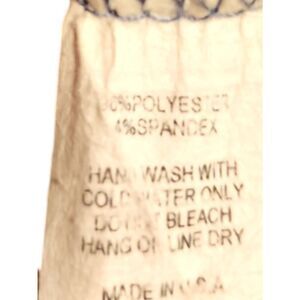 %POLYESTER
4%SPANDEX
HAND WASH WITH
COLD WATER ONLY
DO NOT BLEACH
HANG OR LINE DRY
MADE IN U.S.A